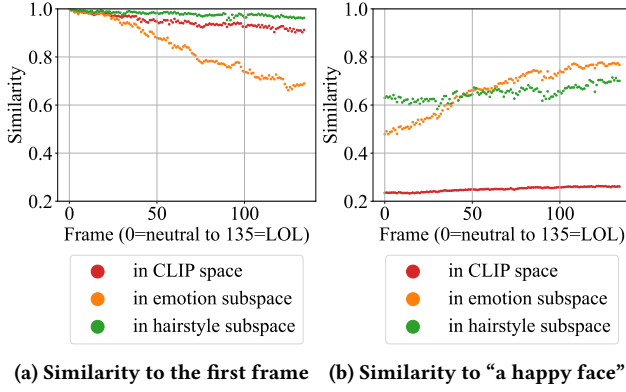 1.0
0.8
0.6
0.4
0.2
Similarity
0
50
100
Frame (0=neutral to 135=LOL)
in CLIP space
in emotion subspace
in hairstyle subspace
(a) Similarity to the first frame
1.0
0.8
0.6
0.4
0.2
Similarity
0
50
100
Frame (0=neutral to 135=LOL)
in CLIP space
in emotion subspace
in hairstyle subspace
(b) Similarity to “a happy face”